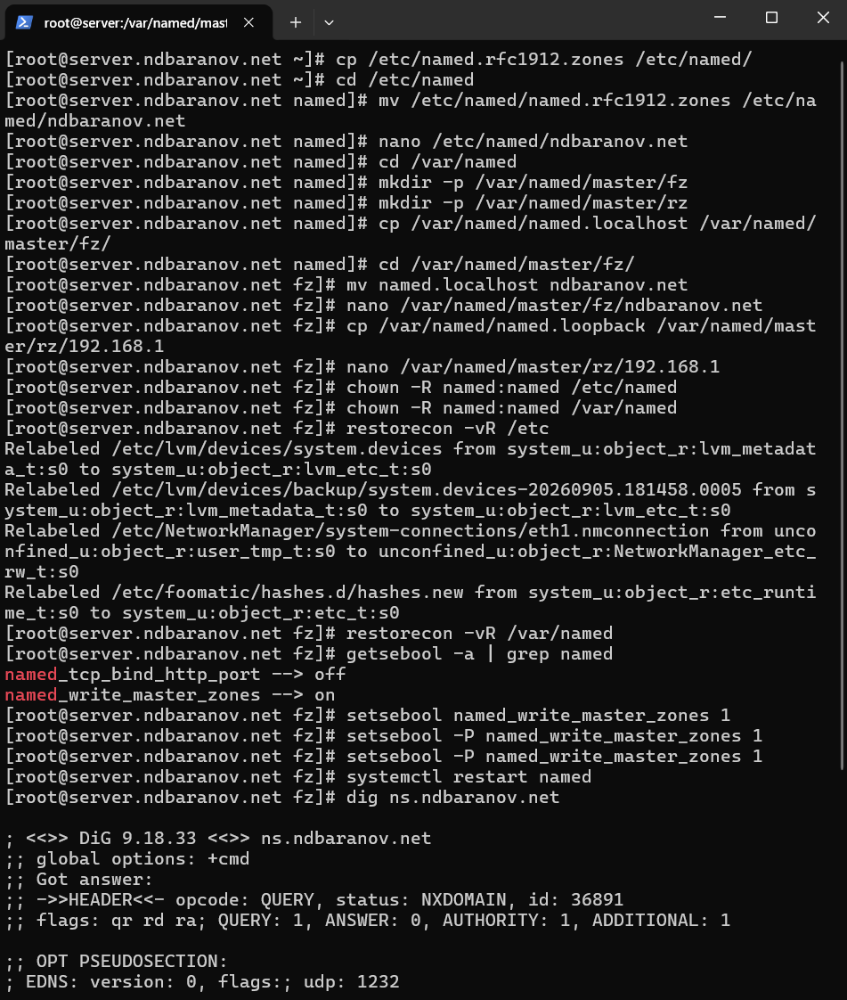 root@server:/var/named/mast
[root@server.ndbaranov.net ~]# cp /etc/named.rfc1912.zones /etc/named/
[root@server.ndbaranov.net ~]# cd /etc/named
[root@server.ndbaranov.net named]# mv /etc/named/named.rfc1912.zones /etc/na
med/ndbaranov.net
[root@server.ndbaranov.net named]# nano /etc/named/ndbaranov.net
[root@server.ndbaranov.net named]# cd /var/named
[root@server.ndbaranov.net named]# mkdir -p /var/named/master/fz
[root@server.ndbaranov.net named]# mkdir -p /var/named/master/rz
[root@server.ndbaranov.net named]# cp /var/named/named.localhost /var/named/
master/fz/
[root@server.ndbaranov.net named]# cd /var/named/master/fz/
[root@server.ndbaranov.net fz]# mv named.localhost ndbaranov.net
[root@server.ndbaranov.net fz]# nano /var/named/master/fz/ndbaranov.net
[root@server.ndbaranov.net fz]# cp /var/named/named.loopback /var/named/mast
er/rz/192.168.1
[root@server.ndbaranov.net fz]# nano /var/named/master/rz/192.168.1
[root@server.ndbaranov.net fz]# chown -R named:named /etc/named
[root@server.ndbaranov.net fz]# chown -R named:named /var/named
[root@server.ndbaranov.net fz]# restorecon -vR /etc
Relabeled /etc/lvm/devices/system.devices from system_u:object_r:lvm_metadat
a_t:s0 to system_u:object_r:lvm_etc_t:s0
Relabeled /etc/lvm/devices/backup/system.devices-20260905.181458.0005 from s
ystem_u:object_r:lvm_metadata_t:s0 to system_u:object_r:lvm_etc_t:s0
Relabeled /etc/NetworkManager/system-connections/eth1.nmconnection from unco
nfined_u:object_r:user_tmp_t:s0 to unconfined_u:object_r:NetworkManager_etc_
rw_t:s0
Relabeled /etc/foomatic/hashes.d/hashes.new from system_u:object_r:etc_runti
me_t:s0 to system_u:object_r:etc_t:s0
[root@server.ndbaranov.net fz]# restorecon -vR /var/named
[root@server.ndbaranov.net fz]# getsebool -a | grep named
named_tcp_bind_http_port --> off
named_write_master_zones --> on
[root@server.ndbaranov.net fz]# setsebool named_write_master_zones 1
[root@server.ndbaranov.net fz]# setsebool -P named_write_master_zones 1
[root@server.ndbaranov.net fz]# setsebool -P named_write_master_zones 1
[root@server.ndbaranov.net fz]# systemctl restart named
[root@server.ndbaranov.net fz]# dig ns.ndbaranov.net

; <<>> DiG 9.18.33 <<>> ns.ndbaranov.net
;; global options: +cmd
;; Got answer:
;; ->>HEADER<<- opcode: QUERY, status: NXDOMAIN, id: 36891
;; flags: qr rd ra; QUERY: 1, ANSWER: 0, AUTHORITY: 1, ADDITIONAL: 1

;; OPT PSEUDOSECTION:
; EDNS: version: 0, flags:; udp: 1232